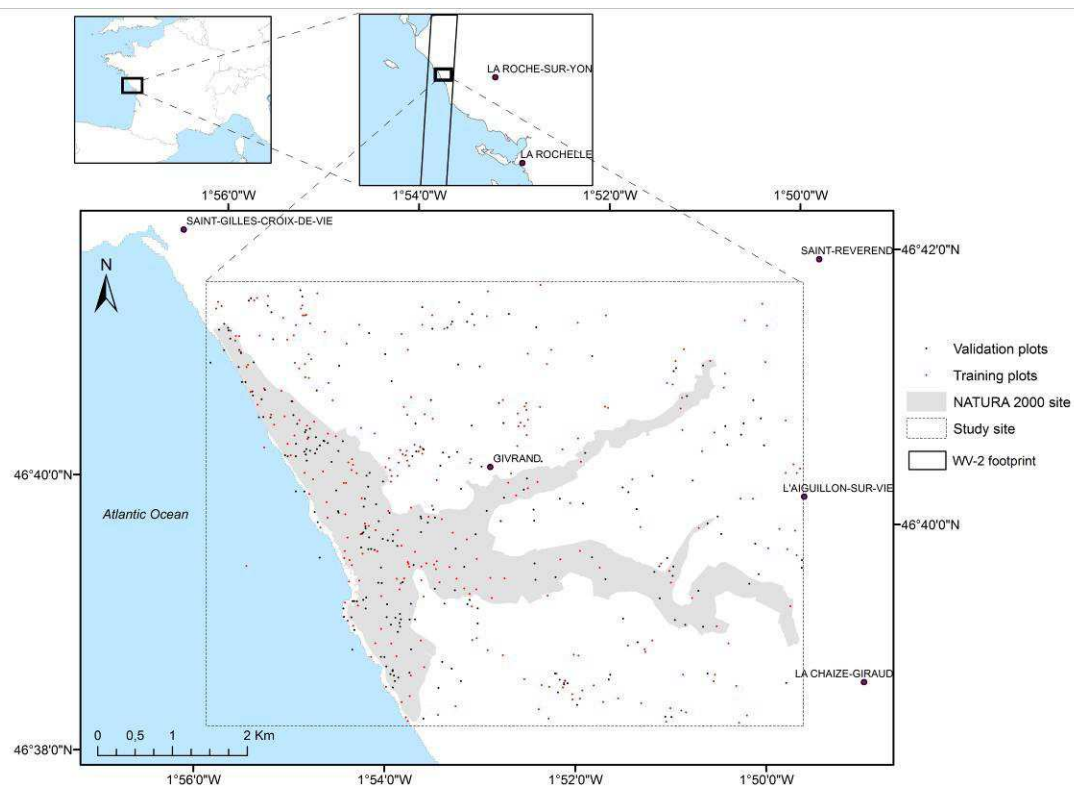 LA ROCHE-SUR-YON
LA ROCHELLE
1°56'0"W 1°54'0"W 1°52'0"W 1°50'0"W
SAINT-GILLES-CROIX-DE-VIE
46°42'0"N
SAINT-REVEREND
N
Validation plots
Training plots
NATURA 2000 site
Study site
WV-2 footprint
GIVRAND
46°40'0"N
L'AIGUILLON-SUR-VIE
Atlantic Ocean
46°40'0"N
LA CHAIZE-GIRAUD
0 0,5 1 2 Km
46°38'0"N
1°56'0"W 1°54'0"W 1°52'0"W 1°50'0"W